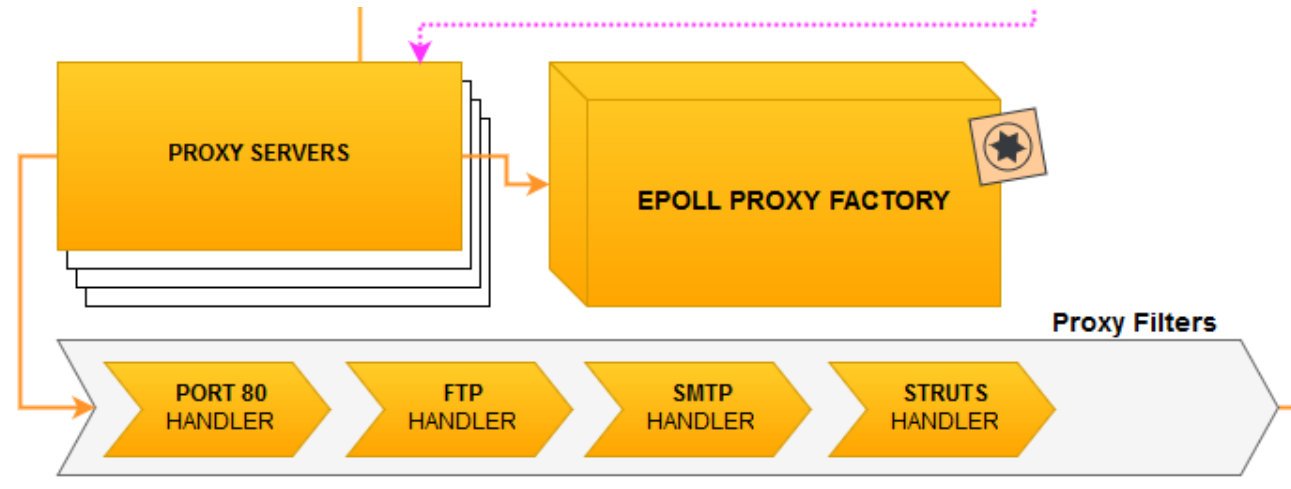 PROXY SERVERS
EPOLL PROXY FACTORY
Proxy Filters
PORT 80
HANDLER
FTP
HANDLER
SMTP
HANDLER
STRUTS
HANDLER